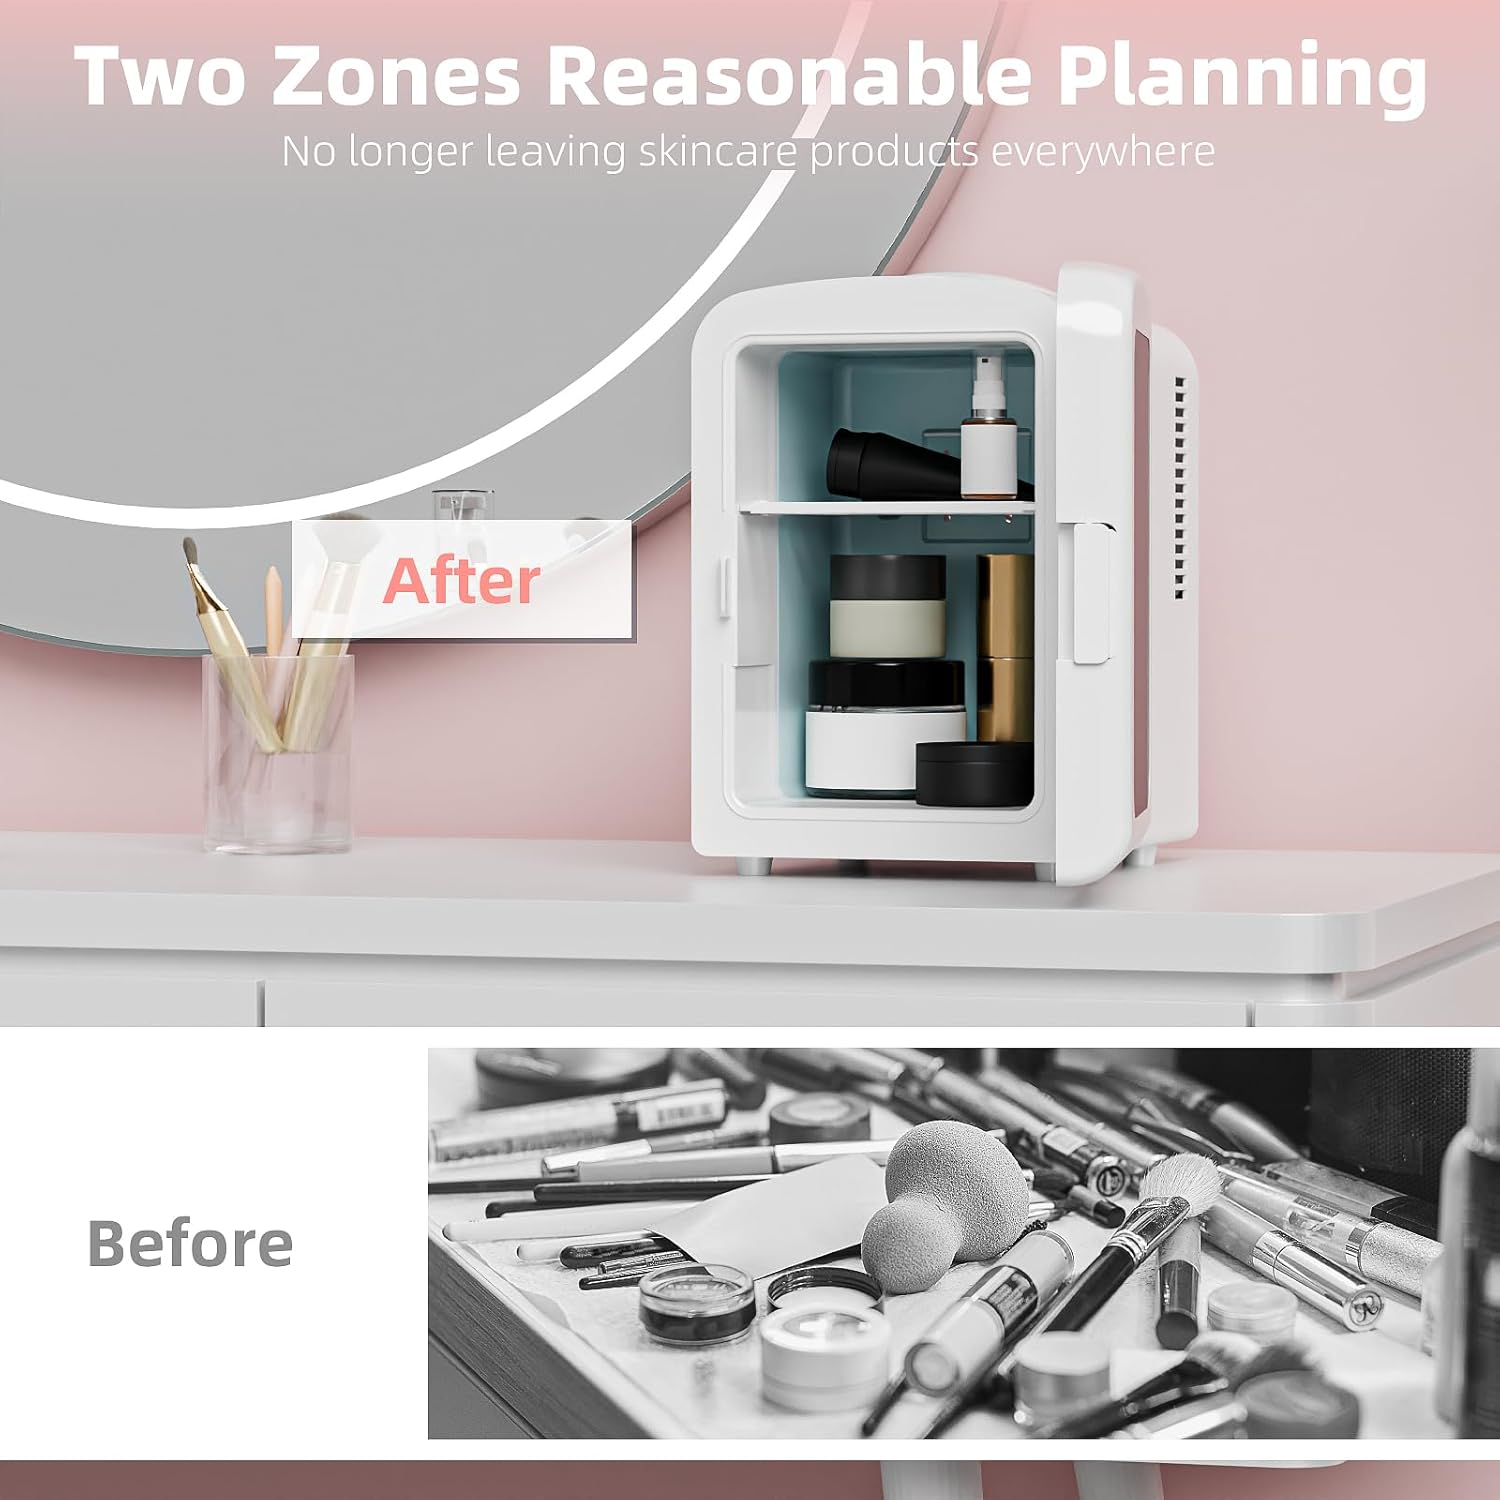 Two Zones Reasonable Planning
No longer leaving skincare products everywhere
After
Before